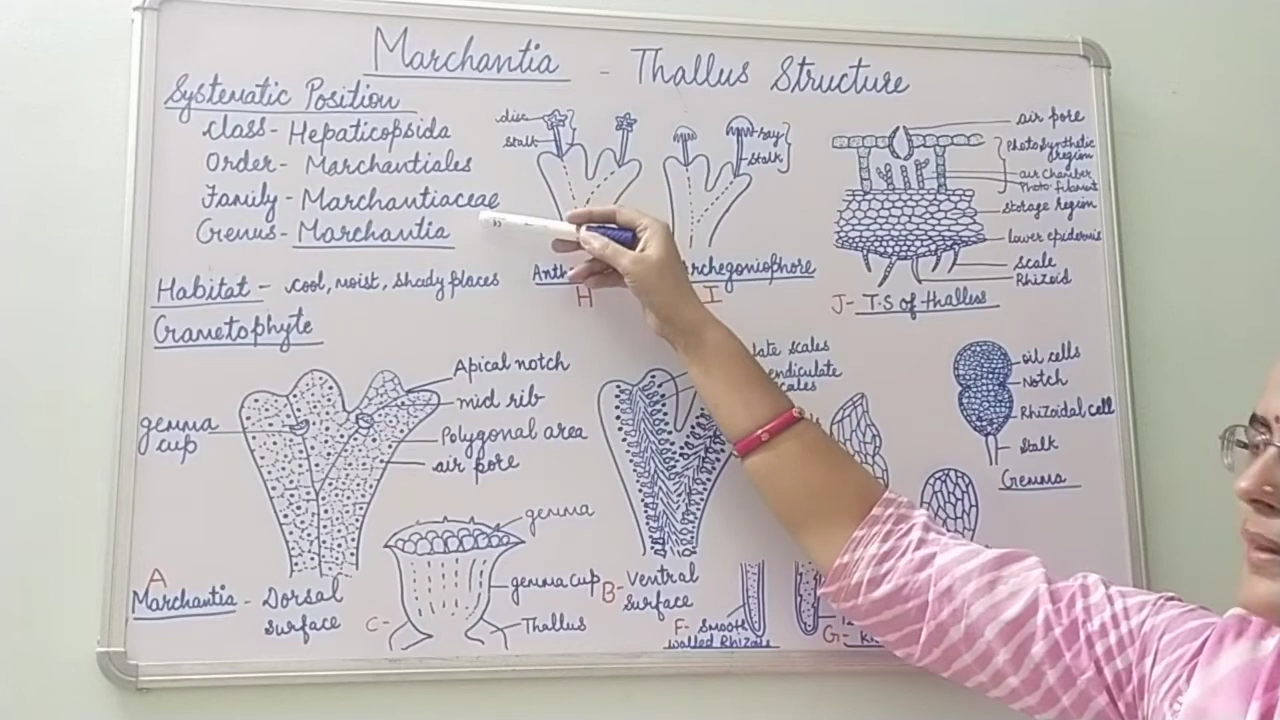 Marchantia - Thallus Structure
Systematic Position
Class - Hepaticopsida
Order - Marchantiales
Family - Marchantiaceae
Genus - Marchantia
Habitat - Cool, moist, shady places
Gametophyte
disc
stalk
H
ray
stalk
Archegoniophore
I
air pore
Photosynthetic region
air chamber
Photo. filament
storage region
lower epidermis
scale
Rhizoid
J - T.S of thallus
gemma cup
Apical notch
mid rib
Polygonal area
air pore
A
Marchantia - Dorsal surface
gemma
gemma cup
Thallus
C -
scales
B - Ventral surface
F - Smooth walled Rhizoids
G -
oil cells
Notch
Rhizoidal cell
stalk
Gemma